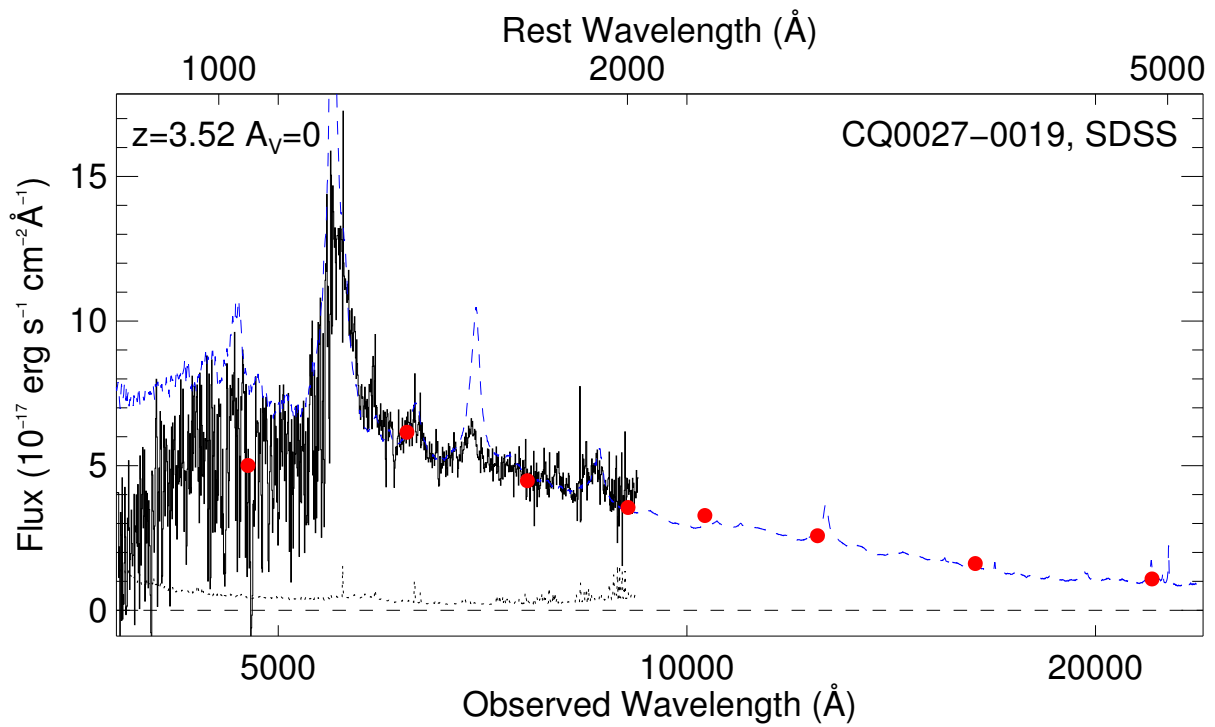 Rest Wavelength (Å)
1000 2000 5000
z=3.52 A_V=0 CQ0027−0019, SDSS
15
10
5
0
Flux (10⁻¹⁷ erg s⁻¹ cm⁻²Å⁻¹)
5000 10000 20000
Observed Wavelength (Å)